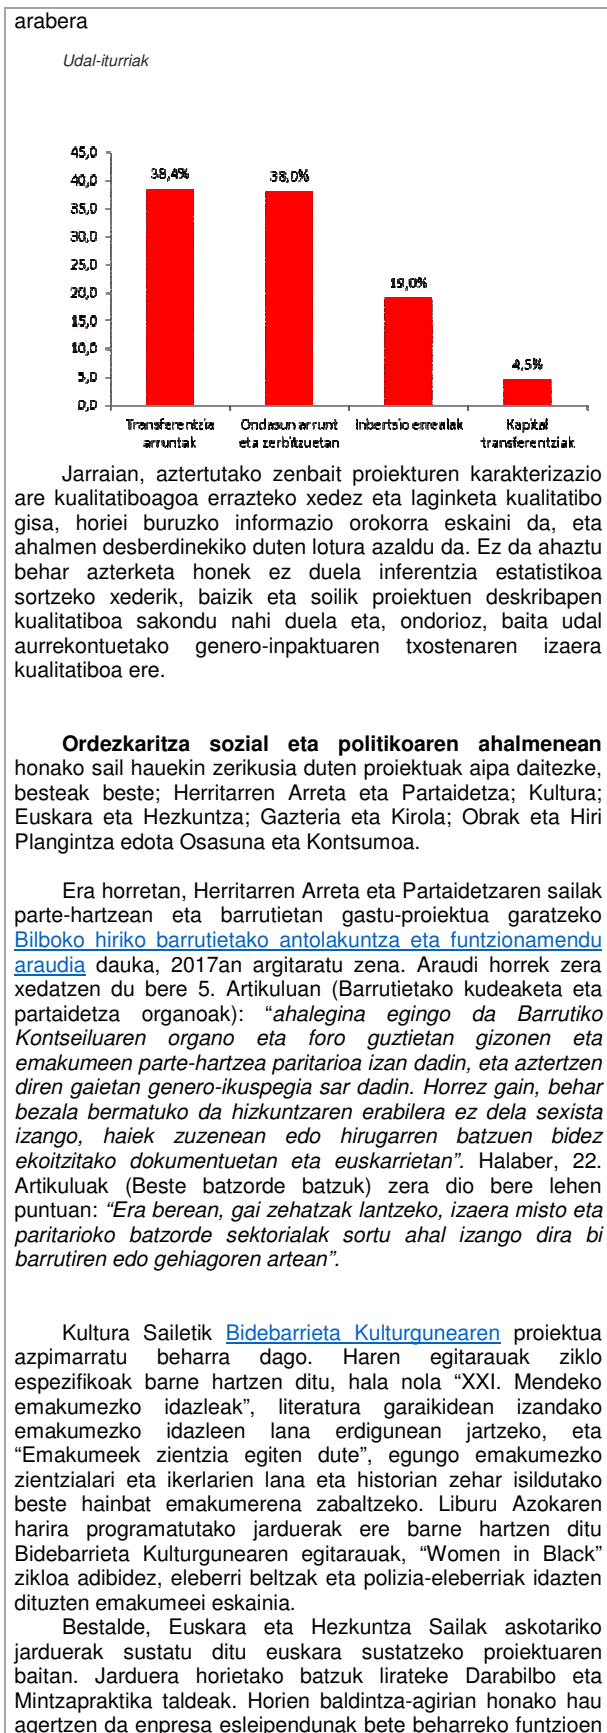 arabera
Udal-iturriak
45,0
40,0
35,0
30,0
25,0
20,0
15,0
10,0
5,0
0,0
38,4%
38,0%
19,0%
4,5%
Transferentzia
arruntak
Ondasun arrunt
eta zerbitzuetan
Inbertsio errealak
Kapital
transferentziak
Jarraian, aztertutako zenbait proiekturen karakterizazio
are kualitatiboagoa errazteko xedez eta laginketa kualitatibo
gisa, horiei buruzko informazio orokorra eskaini da, eta
ahalmen desberdinekiko duten lotura azaldu da. Ez da ahaztu
behar azterketa honek ez duela inferentzia estatistikoa
sortzeko xederik, baizik eta soilik proiektuen deskribapen
kualitatiboa sakondu nahi duela eta, ondorioz, baita udal
aurrekontuetako genero-inpaktuaren txostenaren izaera
kualitatiboa ere.
Ordezkaritza sozial eta politikoaren ahalmenean
honako sail hauekin zerikusia duten proiektuak aipa daitezke,
besteak beste; Herritarren Arreta eta Partaidetza; Kultura;
Euskara eta Hezkuntza; Gazteria eta Kirola; Obrak eta Hiri
Plangintza edota Osasuna eta Kontsumoa.
Era horretan, Herritarren Arreta eta Partaidetzaren sailak
parte-hartzean eta barrutietan gastu-proiektua garatzeko
Bilboko hiriko barrutietako antolakuntza eta funtzionamendu
araudia dauka, 2017an argitaratu zena. Araudi horrek zera
xedatzen du bere 5. Artikuluan (Barrutietako kudeaketa eta
partaidetza organoak): “ahalegina egingo da Barrutiko
Kontseiluaren organo eta foro guztietan gizonen eta
emakumeen parte-hartzea paritarioa izan dadin, eta aztertzen
diren gaietan genero-ikuspegia sar dadin. Horrez gain, behar
bezala bermatuko da hizkuntzaren erabilera ez dela sexista
izango, haiek zuzenean edo hirugarren batzuen bidez
ekoitzitako dokumentuetan eta euskarrietan”. Halaber, 22.
Artikuluak (Beste batzorde batzuk) zera dio bere lehen
puntuan: “Era berean, gai zehatzak lantzeko, izaera misto eta
paritarioko batzorde sektorialak sortu ahal izango dira bi
barrutiren edo gehiagoren artean”.
Kultura Sailetik Bidebarrieta Kulturgunearen proiektua
azpimarratu beharra dago. Haren egitarauak ziklo
espezifikoak barne hartzen ditu, hala nola “XXI. Mendeko
emakumezko idazleak”, literatura garaikidean izandako
emakumezko idazleen lana erdigunean jartzeko, eta
“Emakumeek zientzia egiten dute”, egungo emakumezko
zientzialari eta ikerlarien lana eta historian zehar isildutako
beste hainbat emakumerena zabaltzeko. Liburu Azokaren
harira programatutako jarduerak ere barne hartzen ditu
Bidebarrieta Kulturgunearen egitarauak, “Women in Black”
zikloa adibidez, eleberri beltzak eta polizia-eleberriak idazten
dituzten emakumeei eskainia.
Bestalde, Euskara eta Hezkuntza Sailak askotariko
jarduerak sustatu ditu euskara sustatzeko proiektuaren
baitan. Jarduera horietako batzuk lirateke Darabilbo eta
Mintzapraktika taldeak. Horien baldintza-agirian honako hau
agertzen da enpresa esleipendunak bete beharreko funtzioen